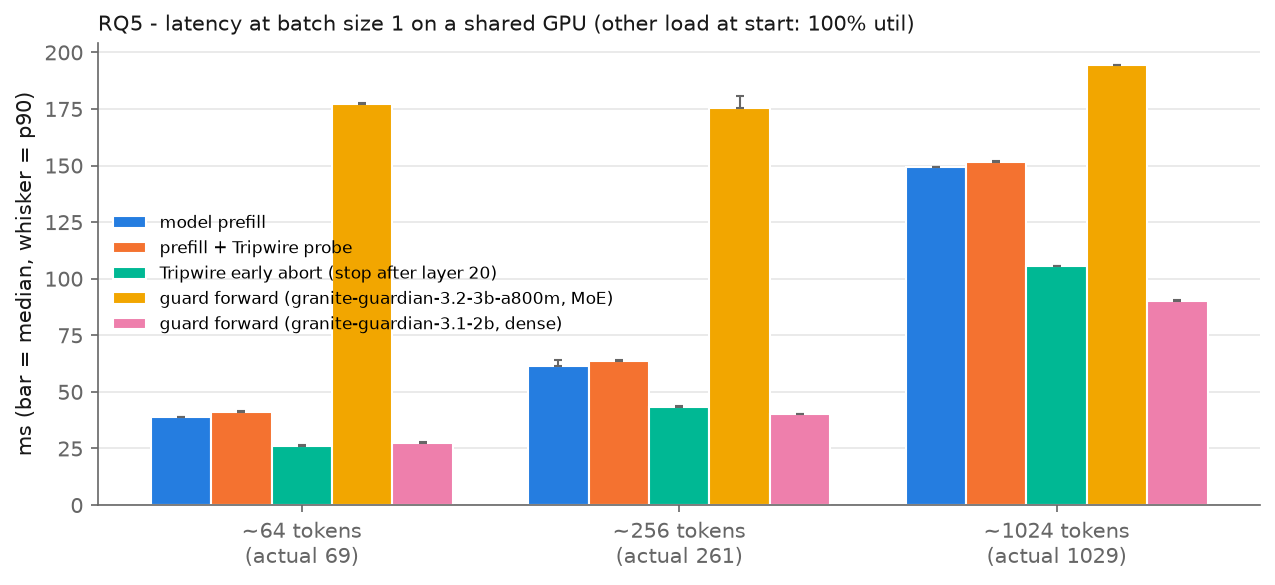 RQ5 - latency at batch size 1 on a shared GPU (other load at start: 100% util)
ms (bar = median, whisker = p90)
200
175
150
125
100
75
50
25
0
model prefill
prefill + Tripwire probe
Tripwire early abort (stop after layer 20)
guard forward (granite-guardian-3.2-3b-a800m, MoE)
guard forward (granite-guardian-3.1-2b, dense)
~64 tokens
(actual 69)
~256 tokens
(actual 261)
~1024 tokens
(actual 1029)